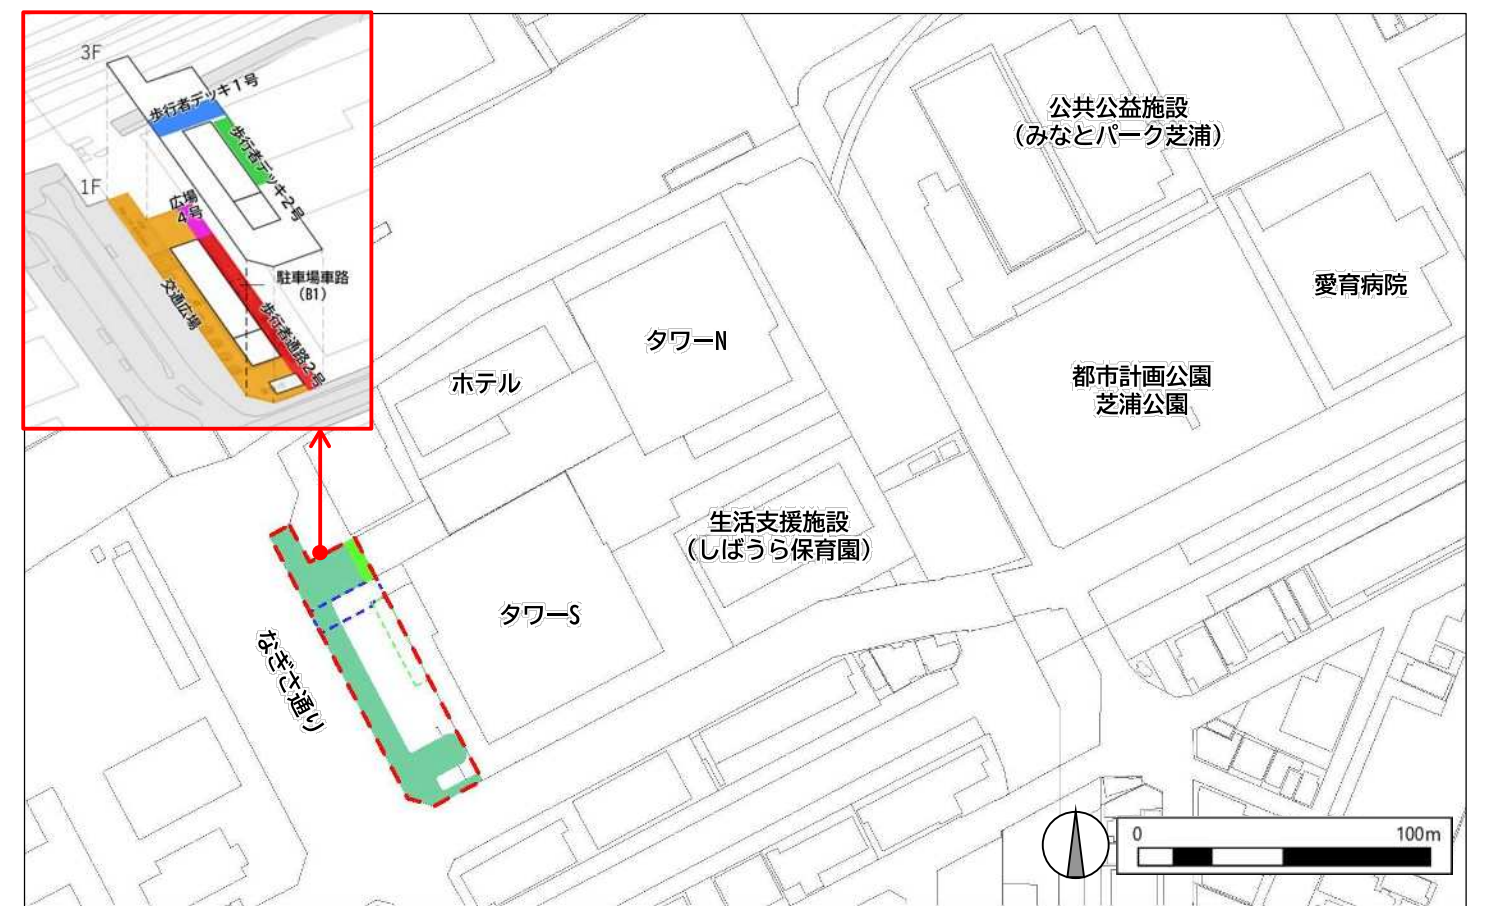 3F
歩行者デッキ1号
歩行者デッキ2号
1F
広場
4号
駐車場車路
(B1)
交通広場
歩行者通路2号
公共公益施設
(みなとパーク芝浦)
愛育病院
タワーN
ホテル
都市計画公園
芝浦公園
生活支援施設
(しばうら保育園)
タワーS
なぎさ通り
0
100m